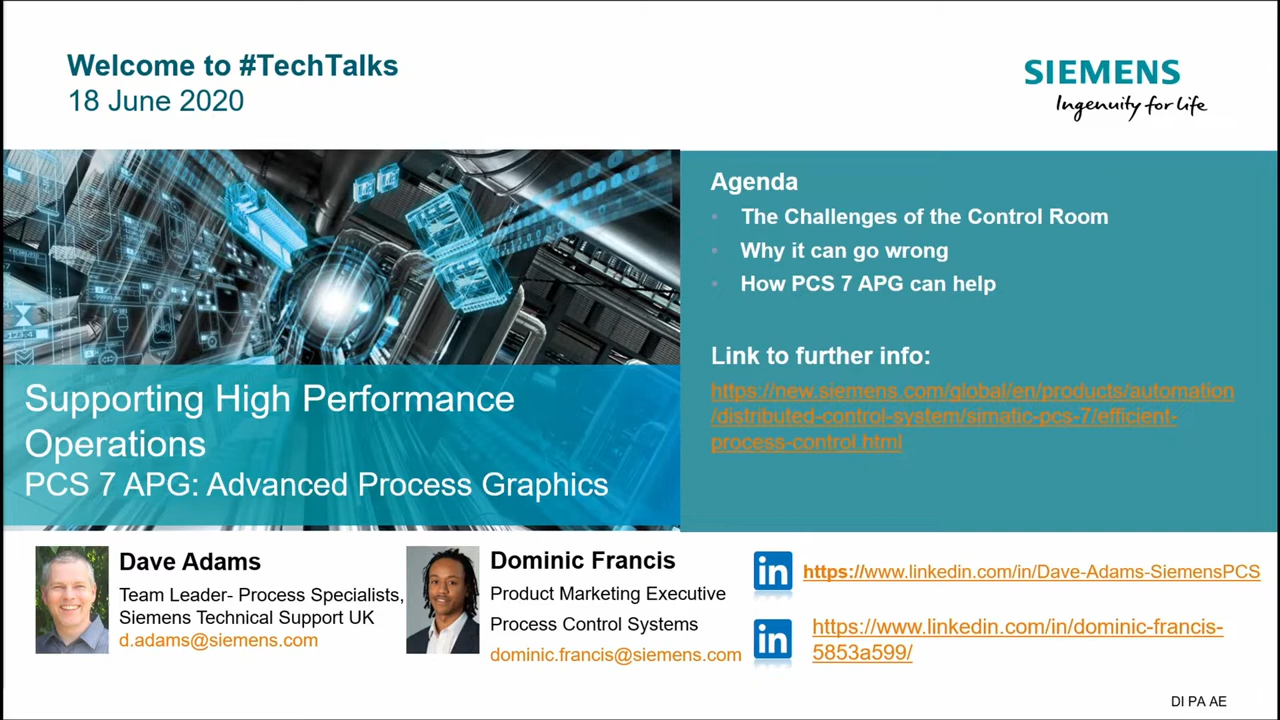 Welcome to #TechTalks
18 June 2020
SIEMENS
Ingenuity for life
Agenda
• The Challenges of the Control Room
• Why it can go wrong
• How PCS 7 APG can help
Link to further info:
https://new.siemens.com/global/en/products/automation
/distributed-control-system/simatic-pcs-7/efficient-
process-control.html
Supporting High Performance
Operations
PCS 7 APG: Advanced Process Graphics
Dave Adams
Team Leader- Process Specialists,
Siemens Technical Support UK
d.adams@siemens.com
Dominic Francis
Product Marketing Executive
Process Control Systems
dominic.francis@siemens.com
in https://www.linkedin.com/in/Dave-Adams-SiemensPCS
in https://www.linkedin.com/in/dominic-francis-
5853a599/
DI PA AE